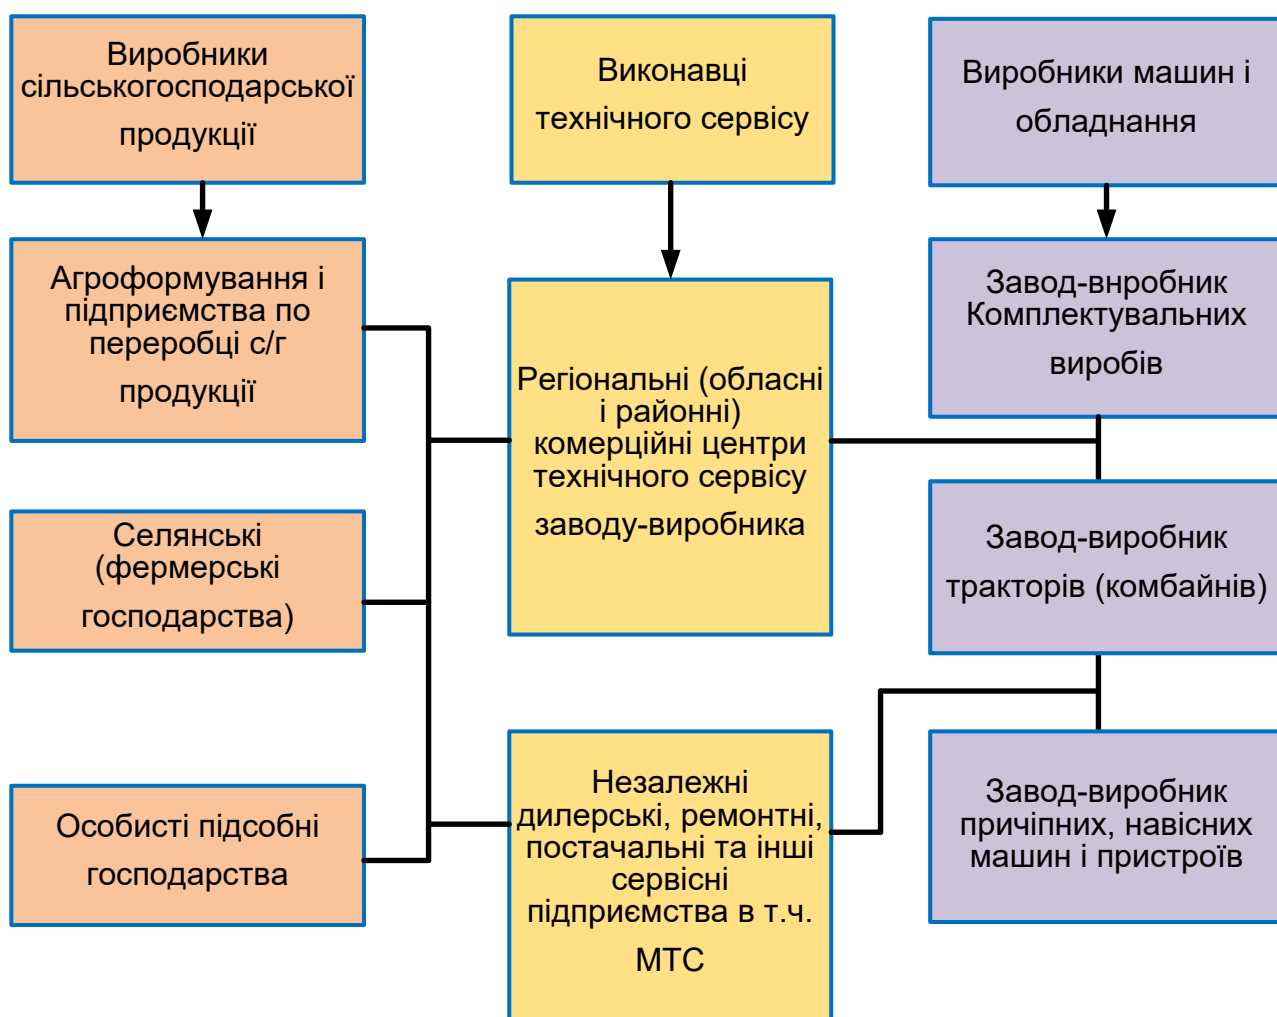 Виробники
сільськогосподарської
продукції
Виконавці
технічного сервісу
Виробники машин і
обладнання
Агроформування і
підприємства по
переробці с/г
продукції
Регіональні (обласні
і районні)
комерційні центри
технічного сервісу
заводу-виробника
Завод-внробник
Комплектувальних
виробів
Селянські
(фермерські
господарства)
Завод-виробник
тракторів (комбайнів)
Особисті підсобні
господарства
Незалежні
дилерські, ремонтні,
постачальні та інші
сервісні
підприємства в т.ч.
МТС
Завод-виробник
причіпних, навісних
машин і пристроїв